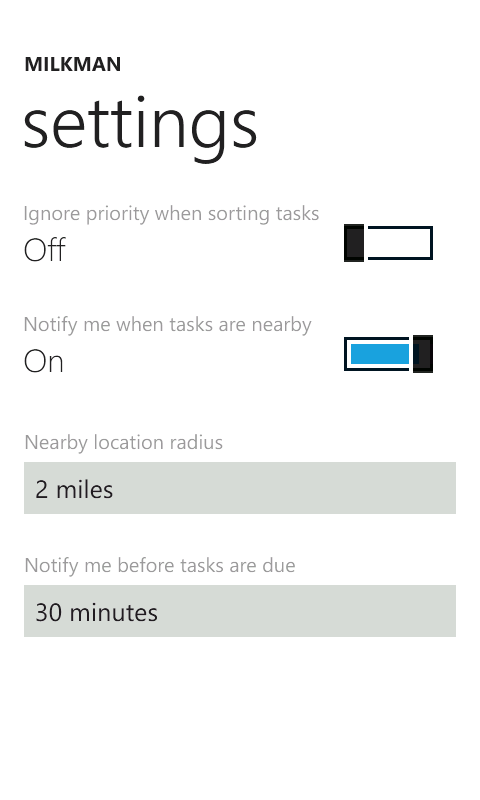 MILKMAN
settings
Ignore priority when sorting tasks
Off
Notify me when tasks are nearby
On
Nearby location radius
2 miles
Notify me before tasks are due
30 minutes